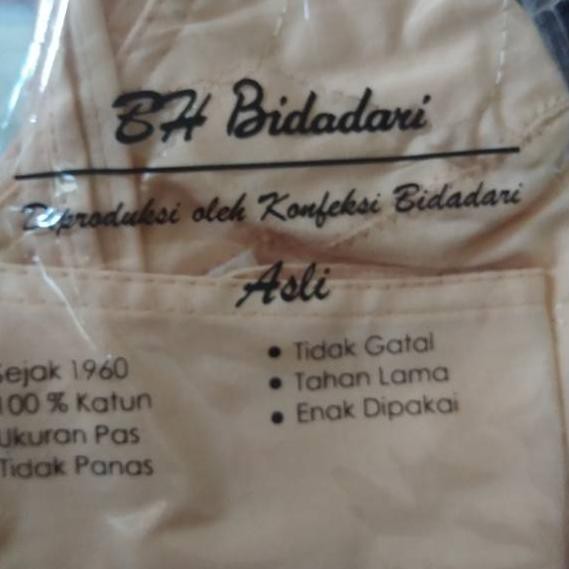 BH Bidadari
Diproduksi oleh Konfeksi Bidadari
Asli
Sejak 1960
100 % Katun
Ukuran Pas
Tidak Panas
• Tidak Gatal
• Tahan Lama
• Enak Dipakai